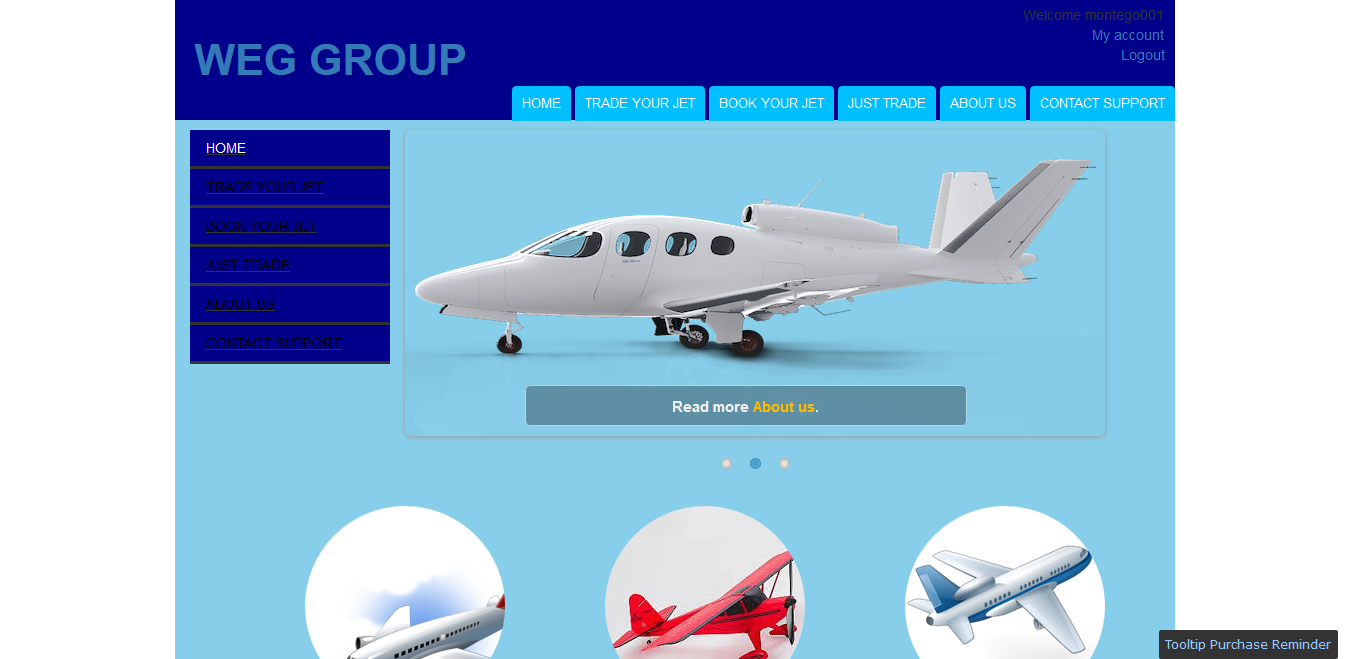 Welcome montego001
My account
Logout
WEG GROUP
HOME
TRADE YOUR JET
BOOK YOUR JET
JUST TRADE
ABOUT US
CONTACT SUPPORT
HOME
TRADE YOUR JET
BOOK YOUR JET
JUST TRADE
ABOUT US
CONTACT SUPPORT
Read more About us.
Tooltip Purchase Reminder